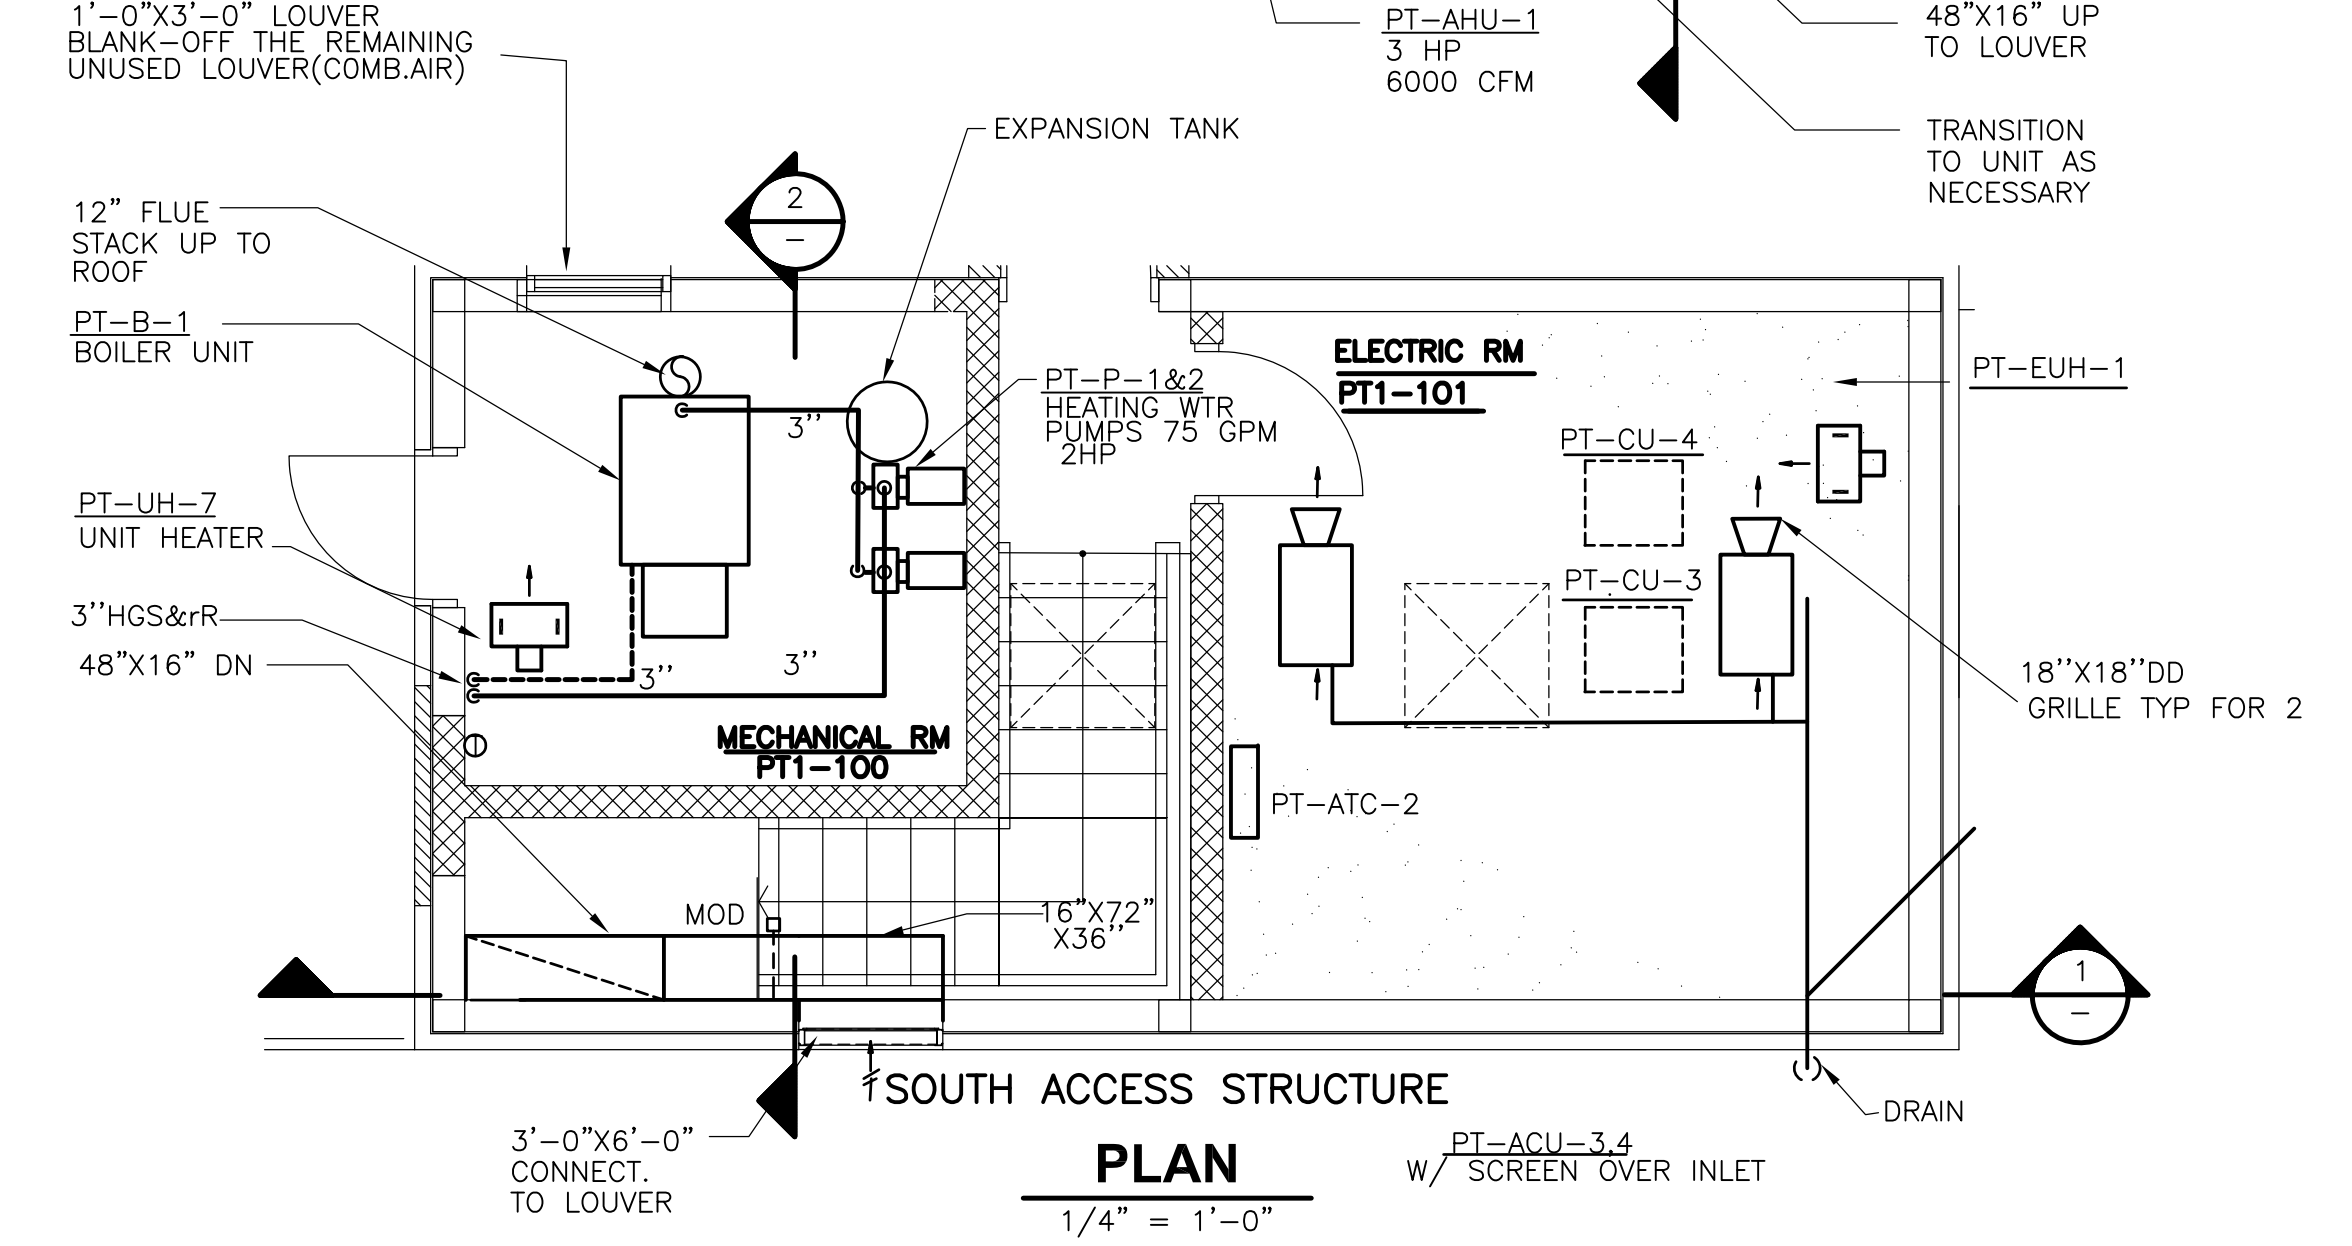 1'-0"X3'-0" LOUVER
BLANK-OFF THE REMAINING
UNUSED LOUVER(COMB.AIR)
PT-AHU-1
3 HP
6000 CFM
48"X16" UP
TO LOUVER
TRANSITION
TO UNIT AS
NECESSARY
EXPANSION TANK
2
-
12" FLUE
STACK UP TO
ROOF
PT-B-1
BOILER UNIT
PT-P-1&2
HEATING WTR
PUMPS 75 GPM
2HP
ELECTRIC RM
PT1-101
PT-EUH-1
3''
PT-CU-4
PT-UH-7
UNIT HEATER
PT-CU-3
3''HGS&rR
48"X16" DN
3''
3''
18''X18''DD
GRILLE TYP FOR 2
MECHANICAL RM
PT1-100
PT-ATC-2
MOD
16"X72"
X36''
1
-
SOUTH ACCESS STRUCTURE
DRAIN
3'-0"X6'-0"
CONNECT.
TO LOUVER
PLAN
1/4" = 1'-0"
PT-ACU-3,4
W/ SCREEN OVER INLET